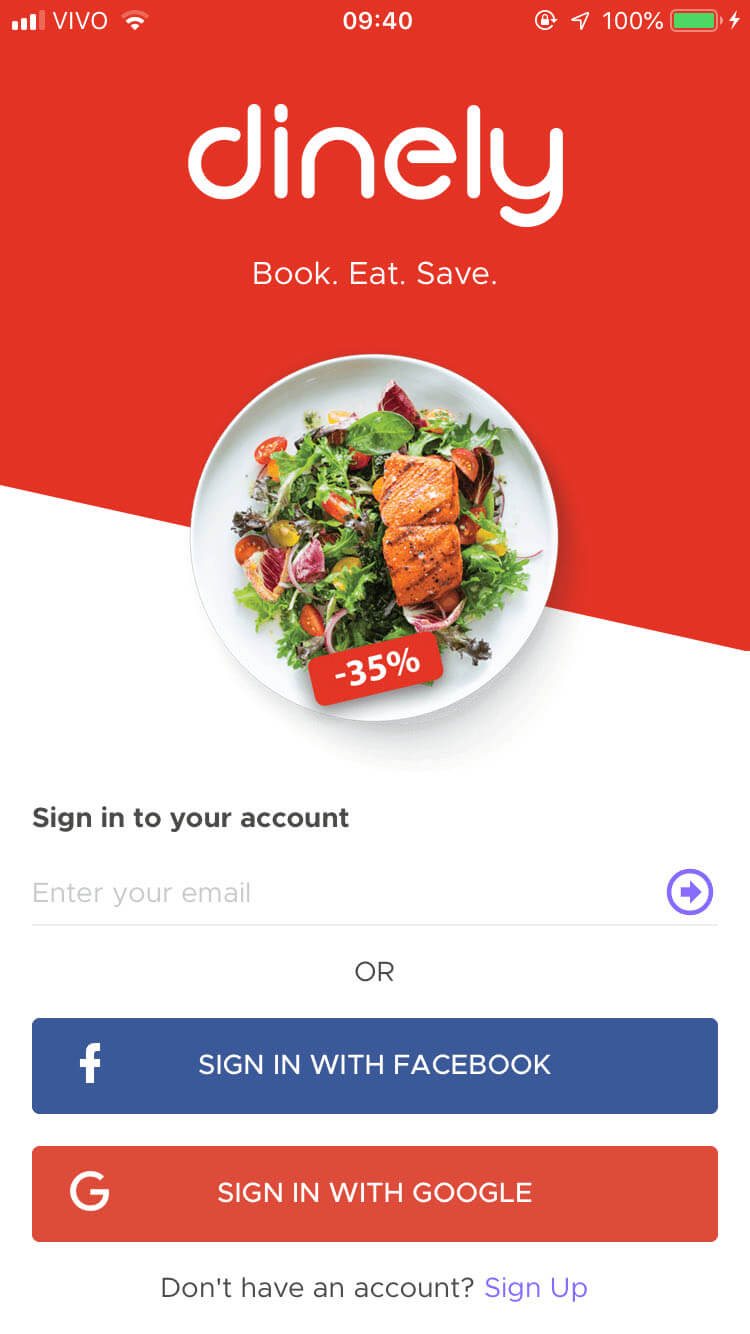 VIVO 09:40 100%
dinely
Book. Eat. Save.
-35%
Sign in to your account
Enter your email
OR
f SIGN IN WITH FACEBOOK
G SIGN IN WITH GOOGLE
Don't have an account? Sign Up